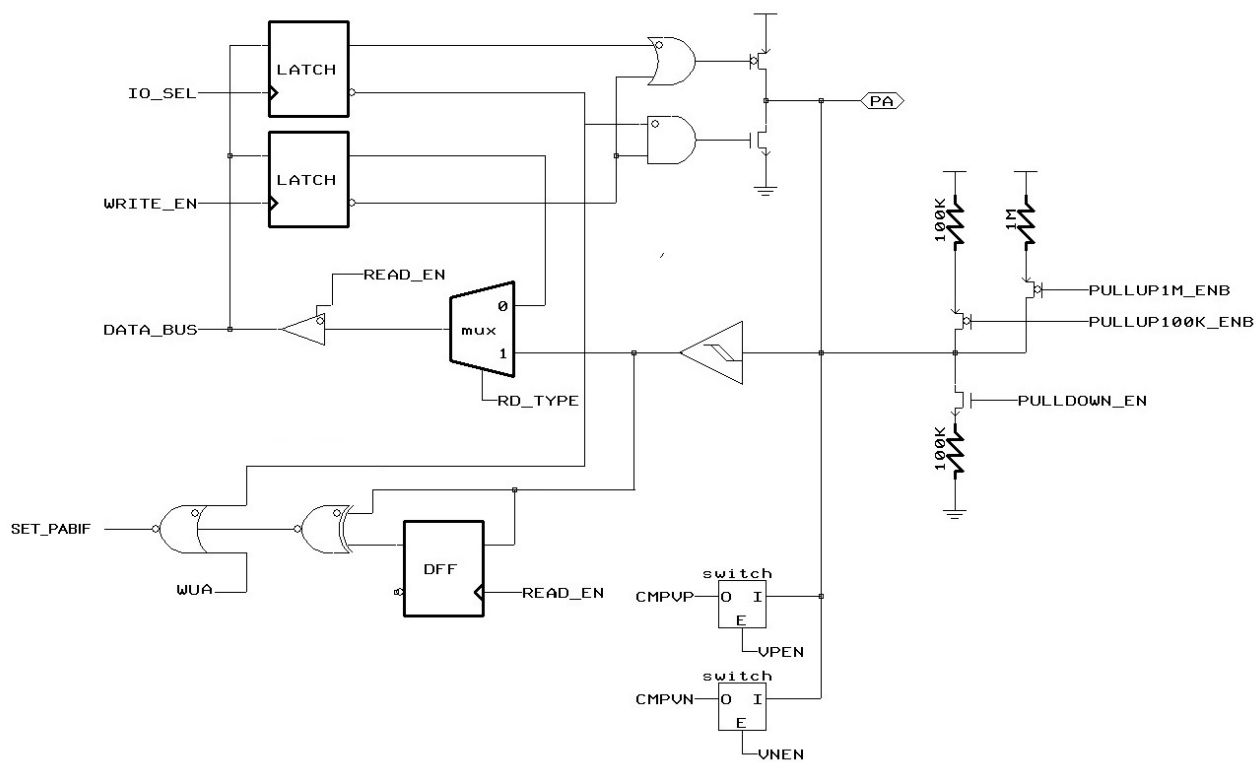 LATCH
IO_SEL
PA
LATCH
WRITE_EN
100K
1M
READ_EN
PULLUP1M_ENB
0
DATA_BUS
mux
PULLUP100K_ENB
1
RD_TYPE
PULLDOWN_EN
100K
SET_PABIF
DFF
switch
WUA
READ_EN
CMPVP
O I
E
VPEN
switch
CMPVN
O I
E
VNEN